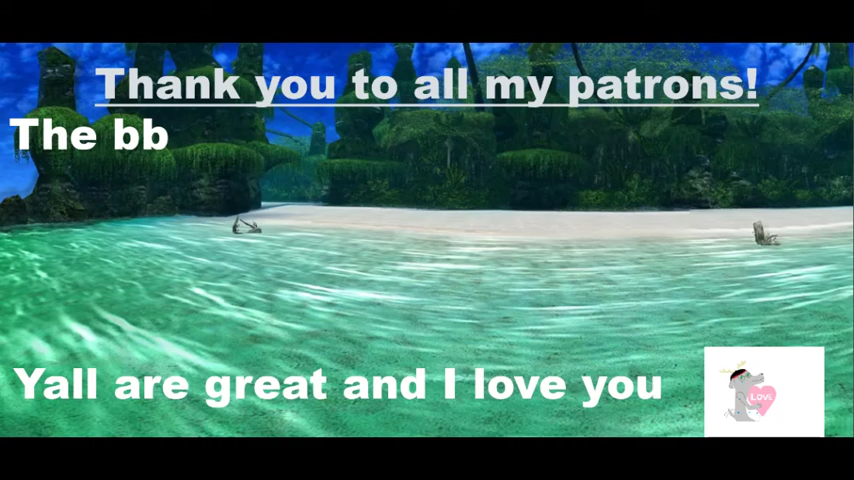 Thank you to all my patrons!
The bb
Yall are great and I love you
LOVE